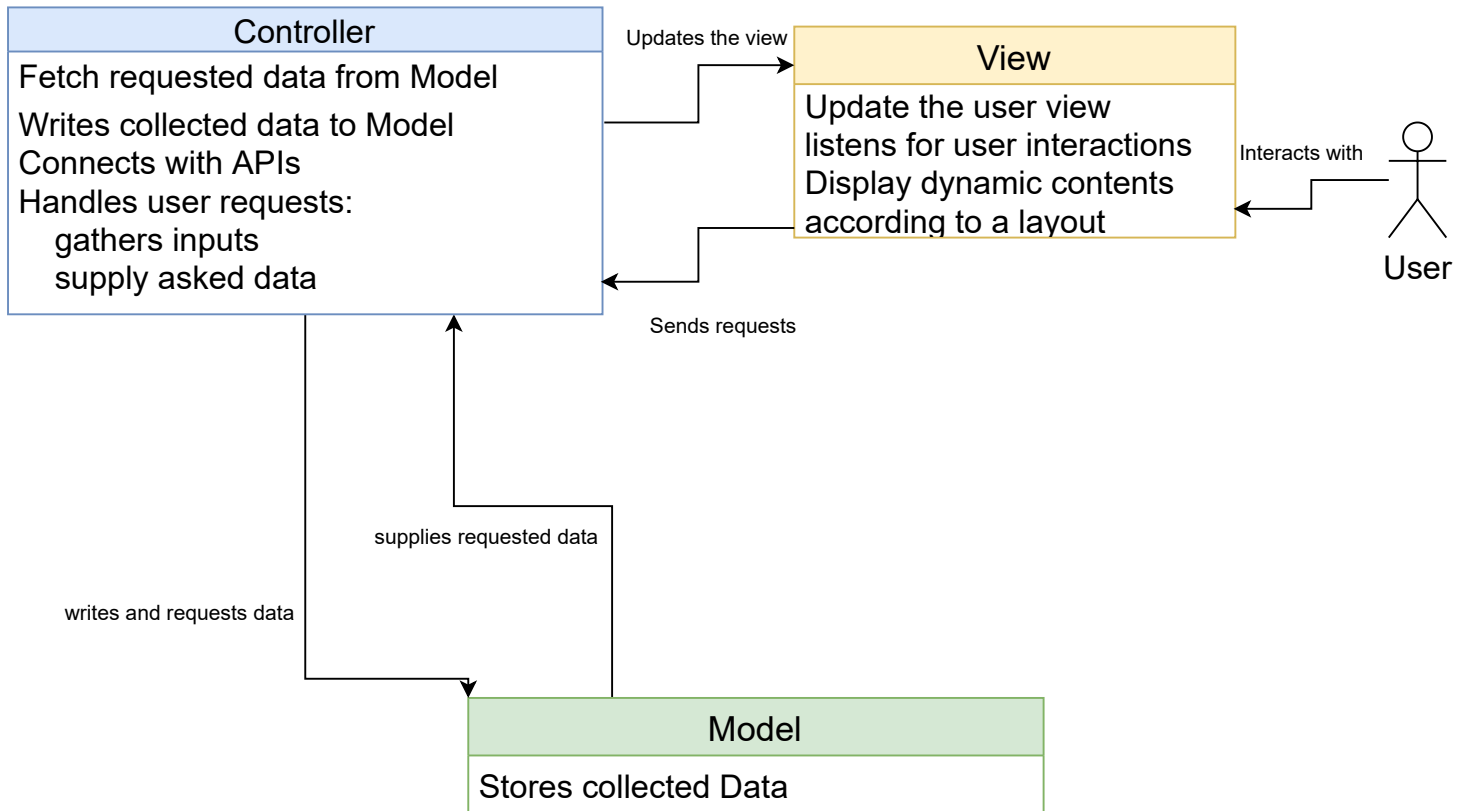 Controller
Fetch requested data from Model
Writes collected data to Model
Connects with APIs
Handles user requests:
gathers inputs
supply asked data
Updates the view
View
Update the user view
listens for user interactions
Display dynamic contents
according to a layout
Interacts with
User
Sends requests
supplies requested data
writes and requests data
Model
Stores collected Data